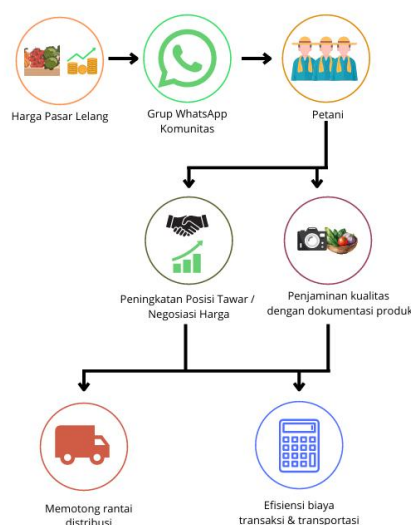 Harga Pasar Lelang
Grup WhatsApp
Komunitas
Petani
Peningkatan Posisi Tawar /
Negosiasi Harga
Penjaminan kualitas
dengan dokumentasi produk
Memotong rantai
distribusi
Efisiensi biaya
transaksi & transportasi